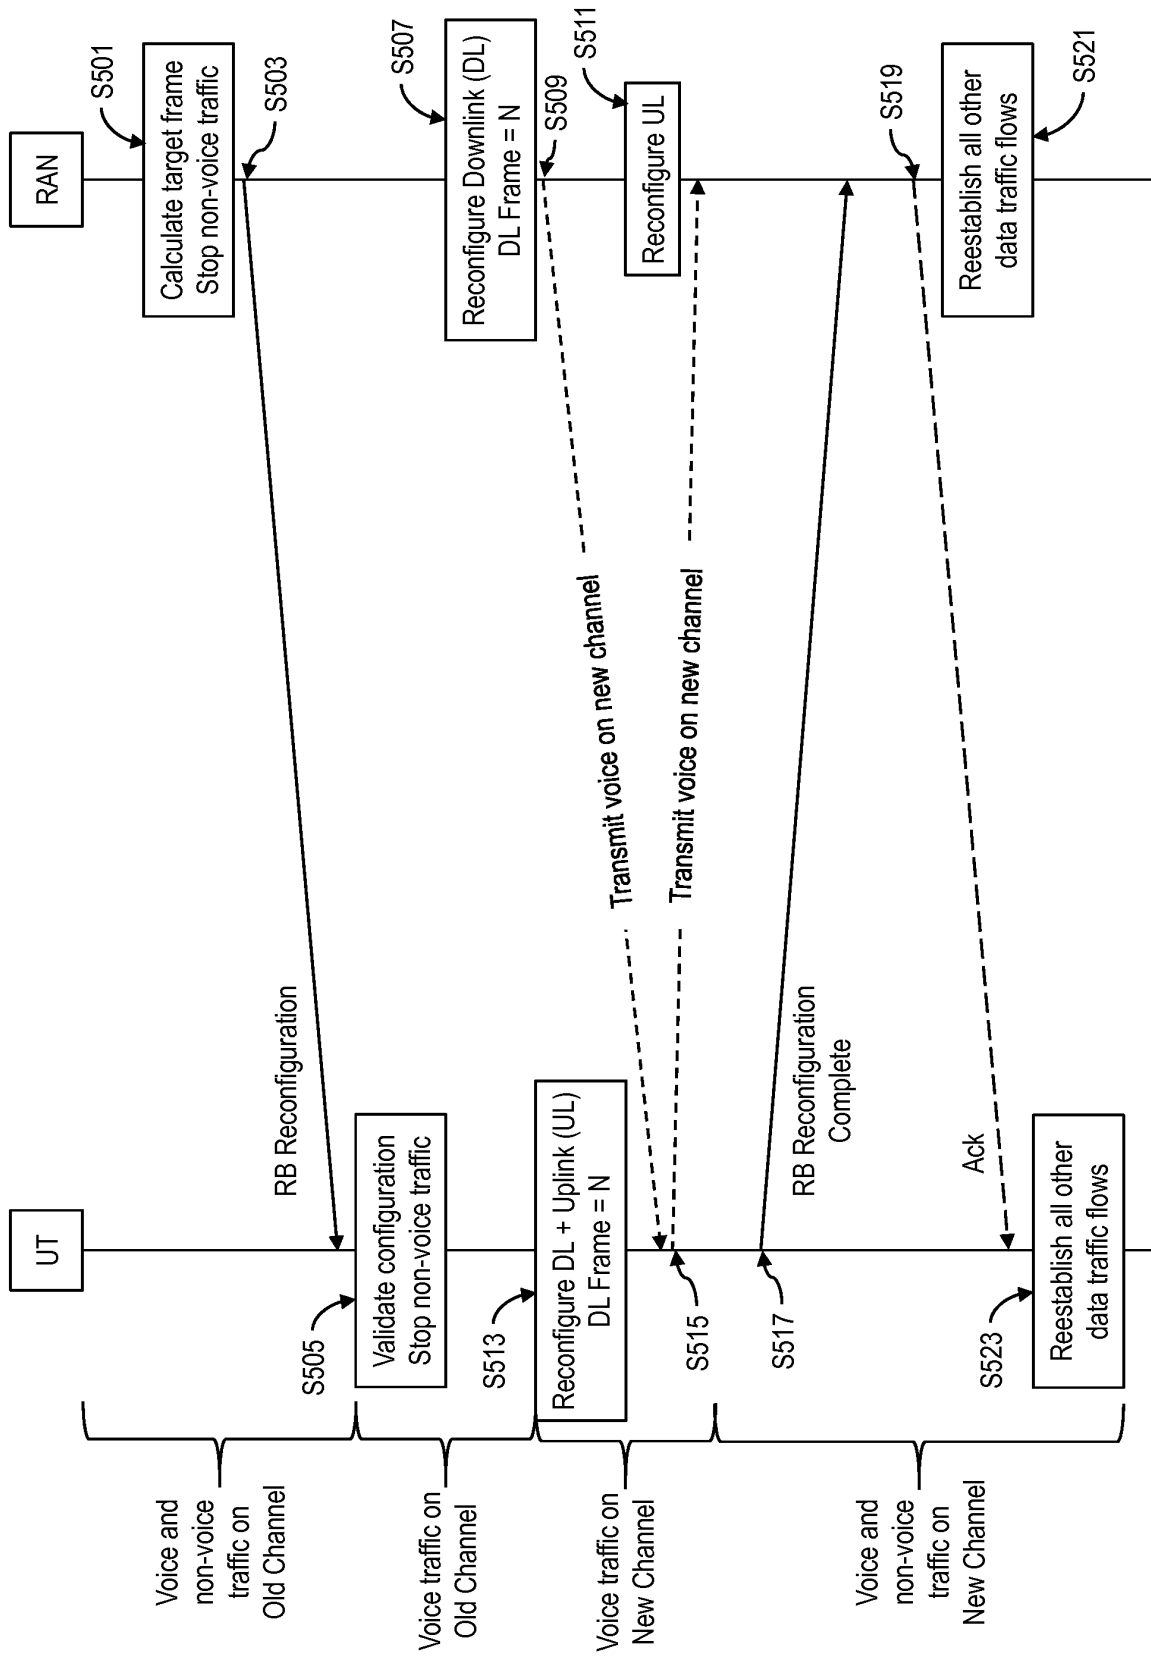 UT
RAN
S501
Calculate target frame
Stop non-voice traffic
S503
RB Reconfiguration
Voice and
non-voice
traffic on
Old Channel
S505
Validate configuration
Stop non-voice traffic
S507
Reconfigure Downlink (DL)
DL Frame = N
Voice traffic on
Old Channel
S509
S513
Reconfigure DL + Uplink (UL)
DL Frame = N
Transmit voice on new channel
S511
Reconfigure UL
Voice traffic on
New Channel
Transmit voice on new channel
S515
S517
RB Reconfiguration
Complete
Voice and
non-voice
traffic on
New Channel
S519
Ack
S521
Reestablish all other
data traffic flows
S523
Reestablish all other
data traffic flows